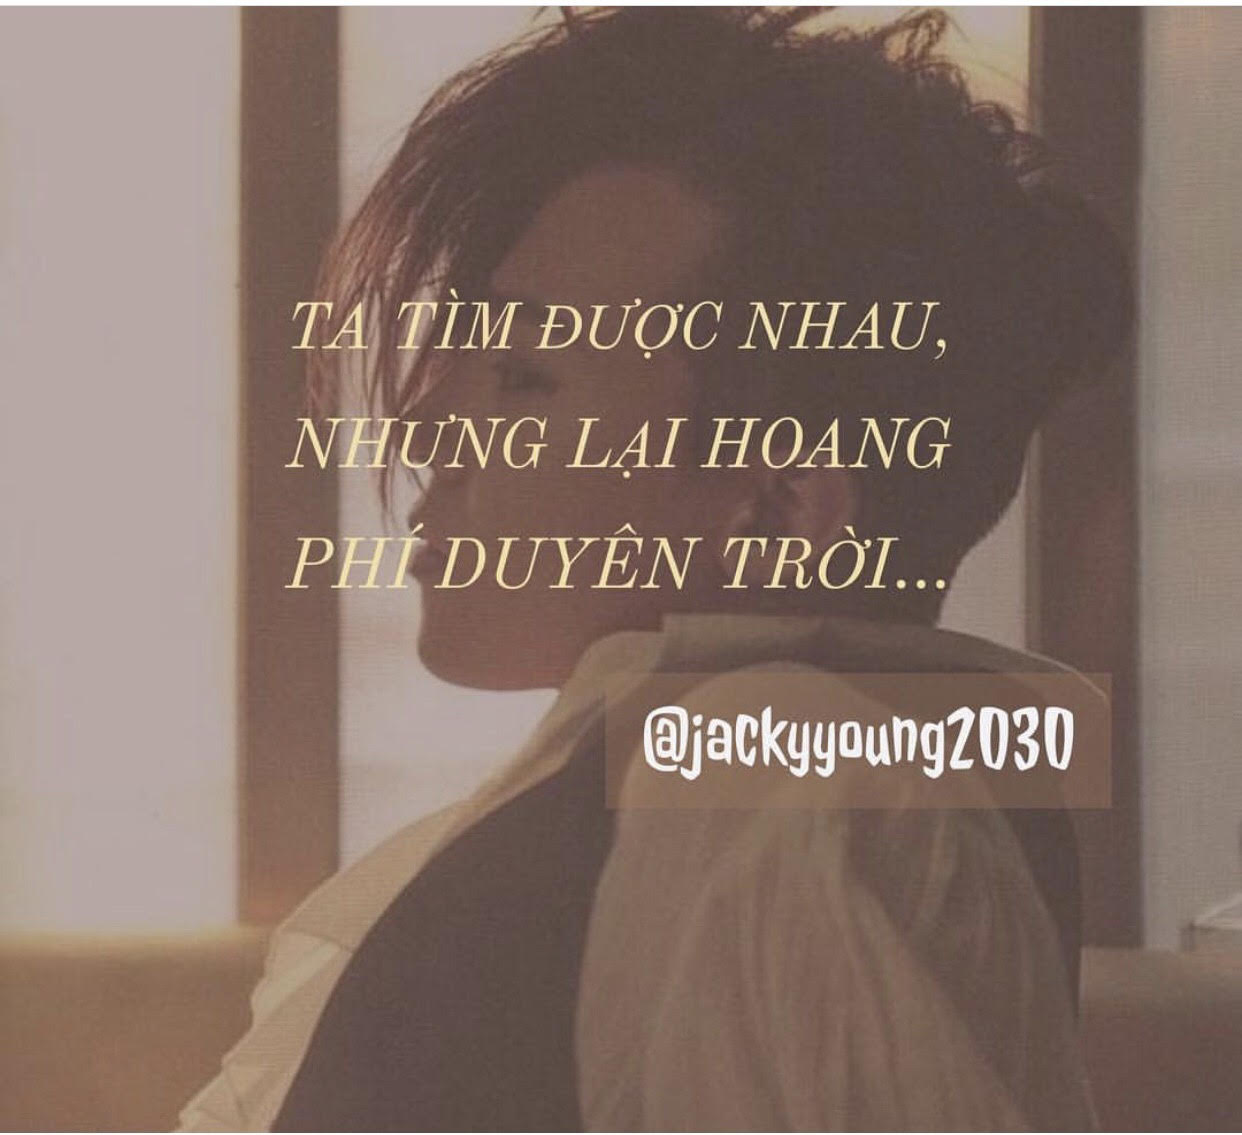 TA TÌM ĐƯỢC NHAU,
NHƯNG LẠI HOANG
PHÍ DUYÊN TRỜI...
@jackyyoung2030